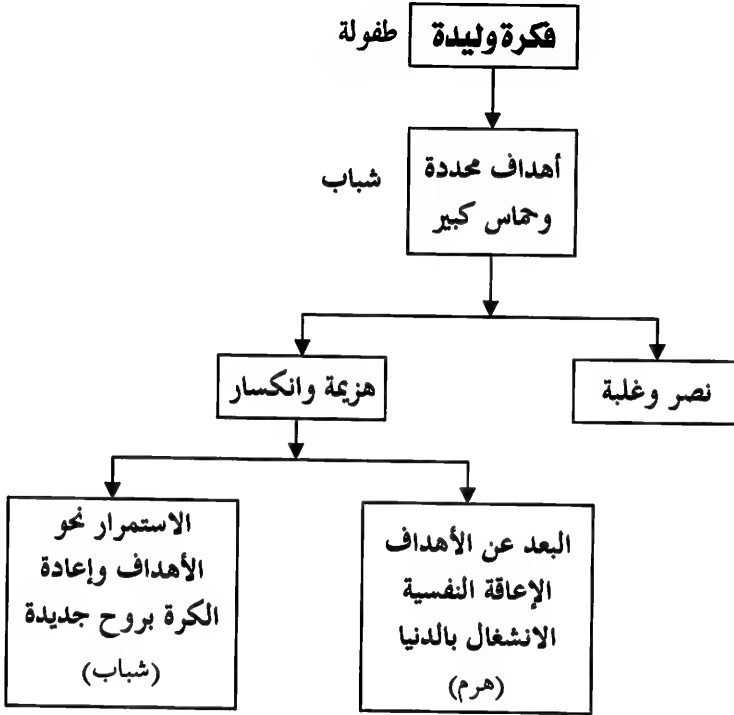 فكرة وليدة
طفولة
أهداف محددة
وحماس كبير
شباب
نصر وغلبة
هزيمة وانكسار
البعد عن الأهداف
الإعاقة النفسية
الانشغال بالدنيا
(هرم)
الاستمرار نحو
الأهداف وإعادة
الكرة بروح جديدة
(شباب)